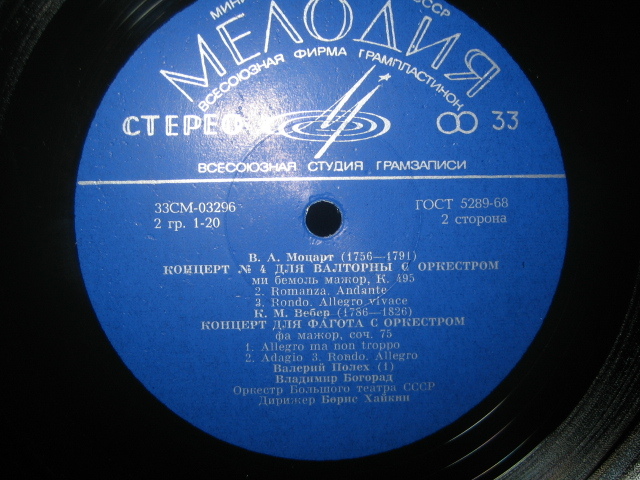 МИНИ СССР
МЕЛОДИЯ
ВСЕСОЮЗНАЯ ФИРМА ГРАМПЛАСТИНОК
СТЕРЕО 33
ВСЕСОЮЗНАЯ СТУДИЯ ГРАМЗАПИСИ
33СМ-03296 ГОСТ 5289-68
2 гр. 1-20 2 сторона
В. А. Моцарт (1756—1791)
КОНЦЕРТ № 4 ДЛЯ ВАЛТОРНЫ С ОРКЕСТРОМ
ми бемоль мажор, К. 495
2. Romanza. Andante
3. Rondo. Allegro vivace
К. М. Вебер (1786—1826)
КОНЦЕРТ ДЛЯ ФАГОТА С ОРКЕСТРОМ
фа мажор, соч. 75
1. Allegro ma non troppo
2. Adagio 3. Rondo. Allegro
Валерий Полех (1)
Владимир Богорад
Оркестр Большого театра СССР
Дирижер Борис Хайкин